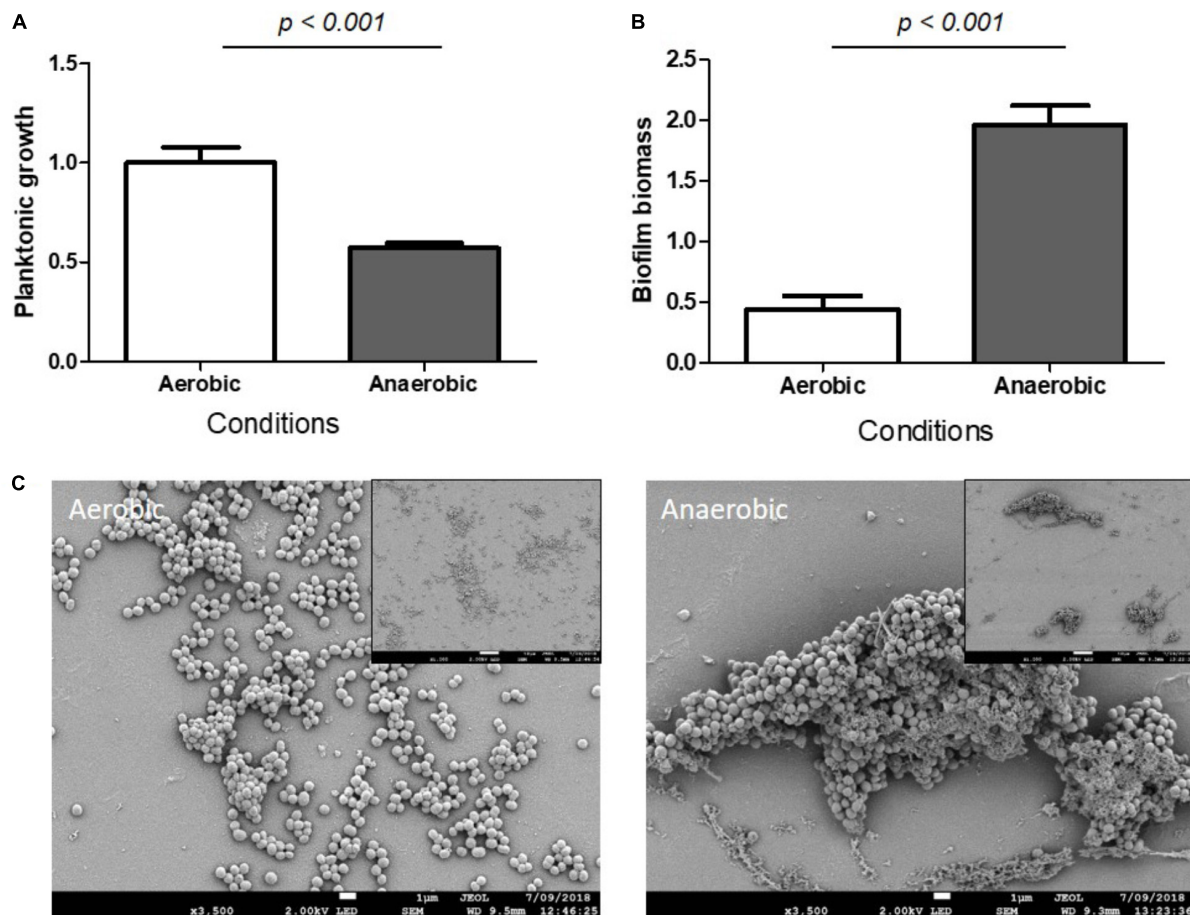 A
p < 0.001
1.5
1.0
0.5
0.0
Planktonic growth
Aerobic
Anaerobic
Conditions
B
p < 0.001
2.5
2.0
1.5
1.0
0.5
0.0
Biofilm biomass
Aerobic
Anaerobic
Conditions
C
Aerobic
1μm JEOL 7/09/2018
x3,500 2.00kV LED SEM WD 9.5mm 12:46:25
Anaerobic
1μm JEOL 7/09/2018
x3,500 2.00kV LED SEM WD 9.3mm 13:23:36